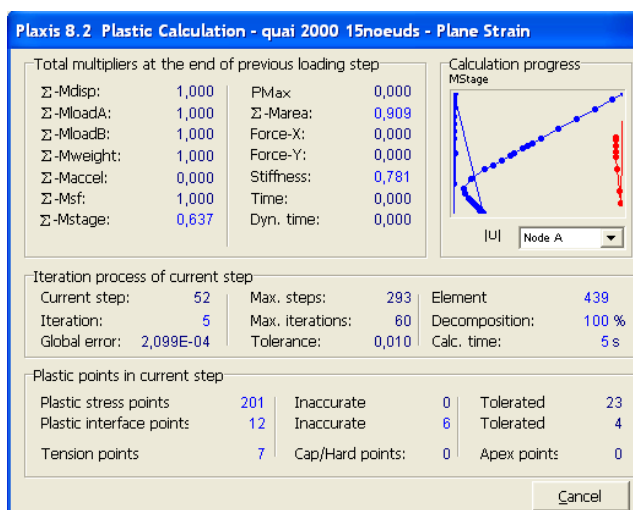 Plaxis 8.2 Plastic Calculation - quai 2000 15noeuds - Plane Strain
Total multipliers at the end of previous loading step
Σ-Mdisp: 1,000 PMax 0,000
Σ-MloadA: 1,000 Σ-Marea: 0,909
Σ-MloadB: 1,000 Force-X: 0,000
Σ-Mweight: 1,000 Force-Y: 0,000
Σ-Maccel: 0,000 Stiffness: 0,781
Σ-Msf: 1,000 Time: 0,000
Σ-Mstage: 0,637 Dyn. time: 0,000
Calculation progress
MStage
|U| Node A
Iteration process of current step
Current step: 52 Max. steps: 293 Element 439
Iteration: 5 Max. iterations: 60 Decomposition: 100 %
Global error: 2,099E-04 Tolerance: 0,010 Calc. time: 5 s
Plastic points in current step
Plastic stress points 201 Inaccurate 0 Tolerated 23
Plastic interface points 12 Inaccurate 6 Tolerated 4
Tension points 7 Cap/Hard points: 0 Apex points 0
Cancel